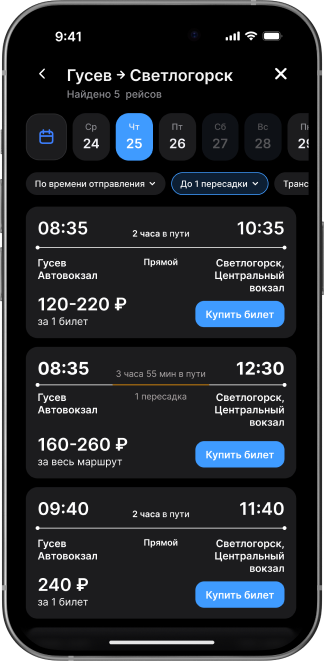 9:41
Гусев → Светлогорск
Найдено 5 рейсов
Ср Чт Пт Сб Вс
24 25 26 27 28
По времени отправления До 1 пересадки
08:35 10:35
2 часа в пути
Гусев Прямой Светлогорск,
Автовокзал Центральный
вокзал
120-220 ₽
за 1 билет Купить билет
08:35 12:30
3 часа 55 мин в пути
Гусев 1 пересадка Светлогорск,
Автовокзал Центральный
вокзал
160-260 ₽
за весь маршрут Купить билет
09:40 11:40
2 часа в пути
Гусев Прямой Светлогорск,
Автовокзал Центральный
вокзал
240 ₽
за 1 билет Купить билет